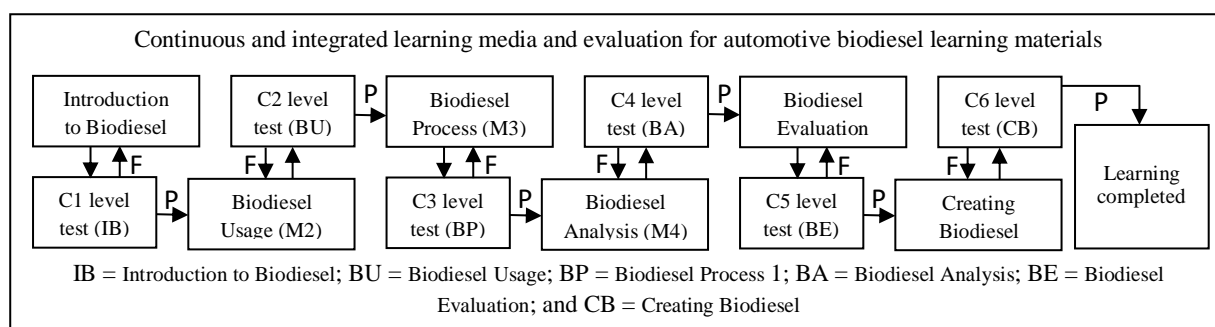 Continuous and integrated learning media and evaluation for automotive biodiesel learning materials
Introduction
to Biodiesel
F
C1 level
test (IB)
P
C2 level
test (BU)
F
Biodiesel
Usage (M2)
P
Biodiesel
Process (M3)
F
C3 level
test (BP)
P
C4 level
test (BA)
F
Biodiesel
Analysis (M4)
P
Biodiesel
Evaluation
F
C5 level
test (BE)
P
C6 level
test (CB)
F
Creating
Biodiesel
P
Learning
completed
IB = Introduction to Biodiesel; BU = Biodiesel Usage; BP = Biodiesel Process 1; BA = Biodiesel Analysis; BE = Biodiesel
Evaluation; and CB = Creating Biodiesel